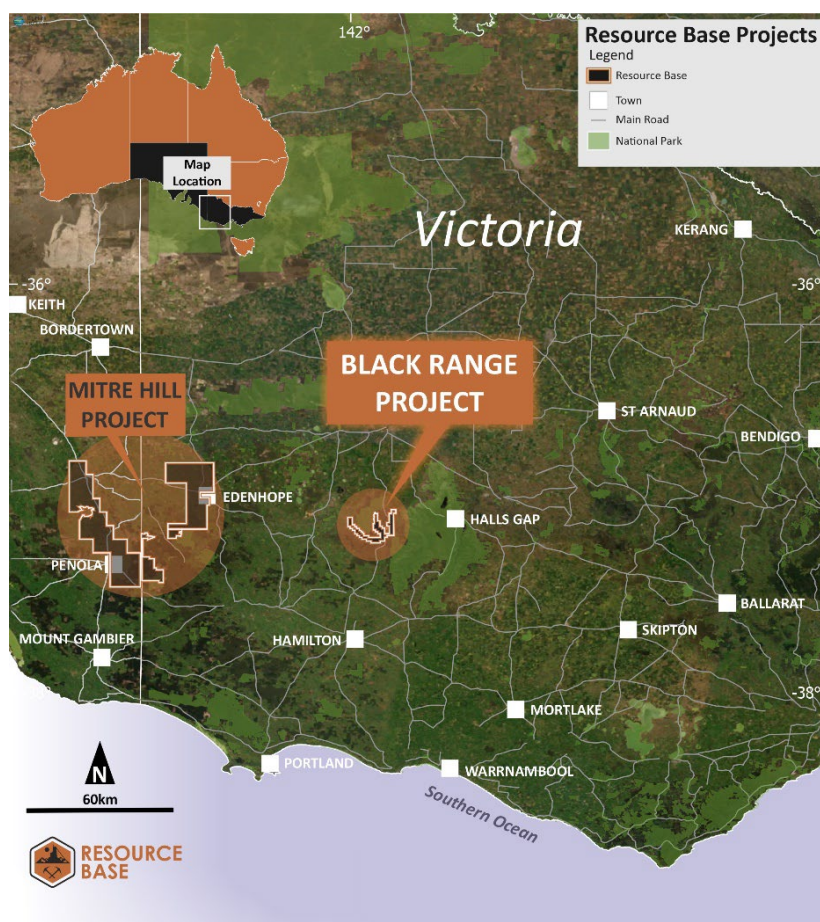 142°
Resource Base Projects
Legend
Resource Base
Town
Main Road
National Park
Map
Location
Victoria
KERANG
-36°
-36°
KEITH
BORDERTOWN
MITRE HILL
PROJECT
BLACK RANGE
PROJECT
ST ARNAUD
BENDIGO
EDENHOPE
HALLS GAP
PENOLA
BALLARAT
SKIPTON
HAMILTON
MOUNT GAMBIER
-38°
MORTLAKE
PORTLAND
WARRNAMBOOL
Southern Ocean
N
60km
RESOURCE
BASE